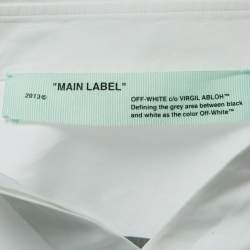 "MAIN LABEL"
2013©
OFF-WHITE c/o VIRGIL ABLOH™
Defining the grey area between black
and white as the color Off-White™